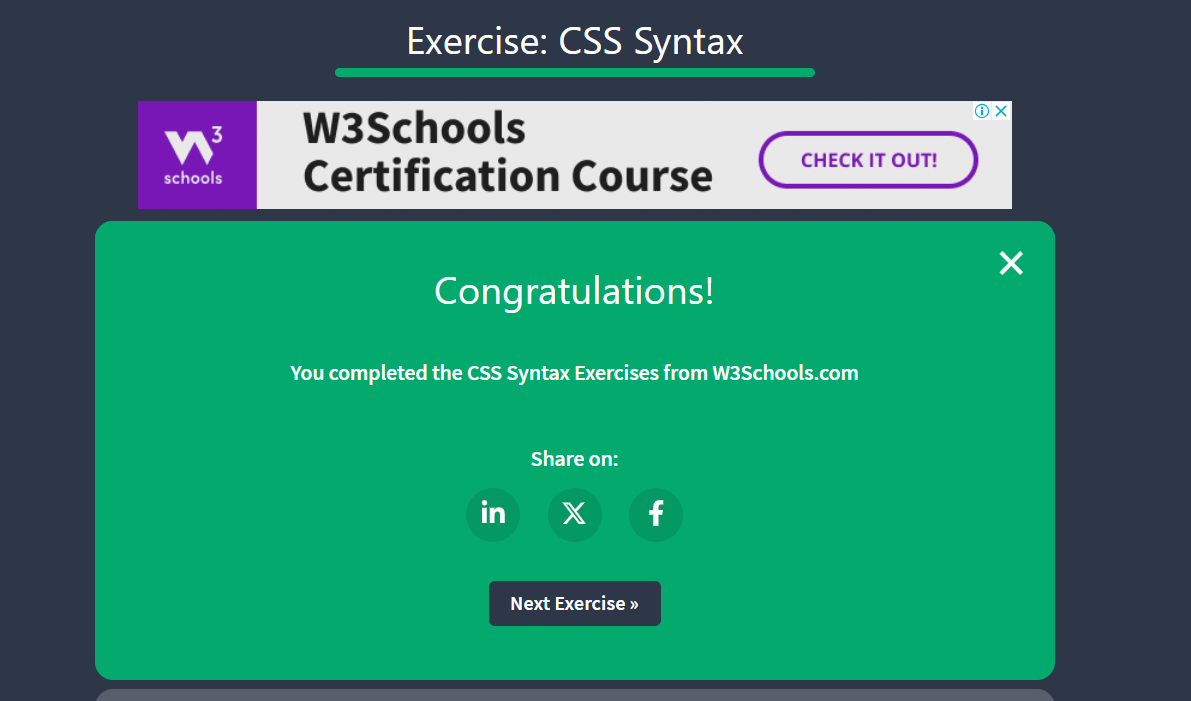 Exercise: CSS Syntax
W3Schools
Certification Course
W3
schools
CHECK IT OUT!
Congratulations!
You completed the CSS Syntax Exercises from W3Schools.com
Share on:
in
X
f
Next Exercise »